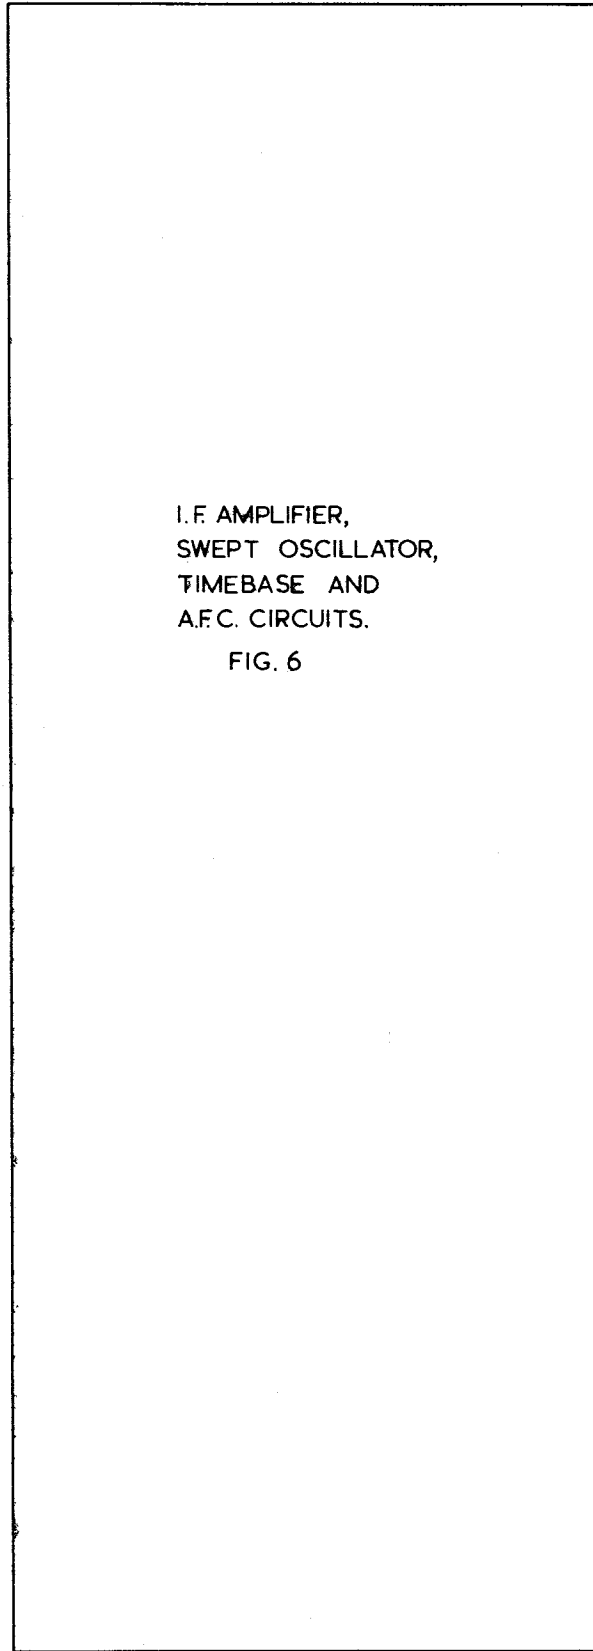 I.F. AMPLIFIER,
SWEPT OSCILLATOR,
TIMEBASE AND
A.F.C. CIRCUITS.
FIG. 6